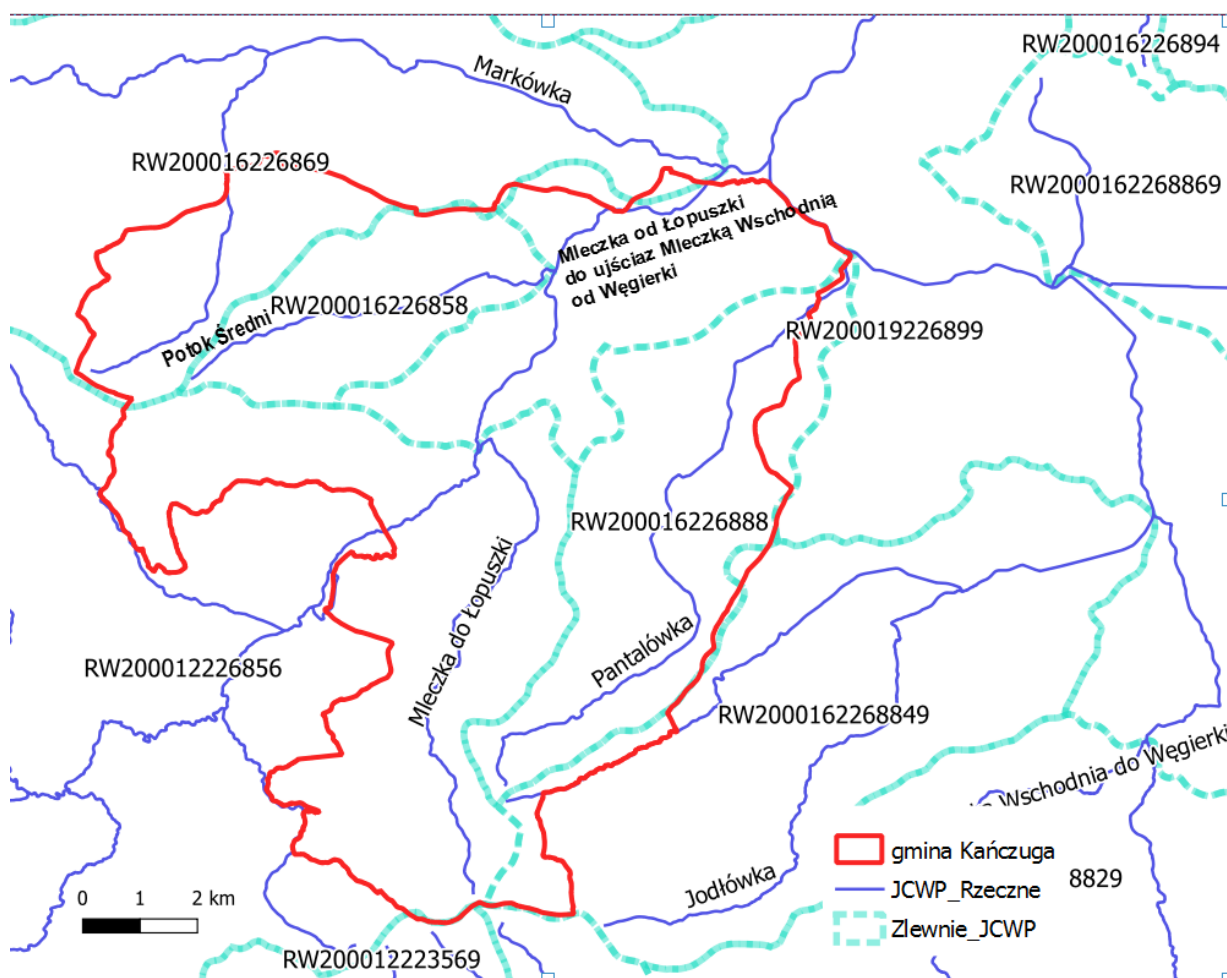 RW200016226894
Markówka
RW200016226869
RW2000162268869
Mleczka od Łopuszki
do ujściaz Mleczką Wschodnią
od Węgierki
RW200016226858
Potok Średni
RW200019226899
RW200016226888
Mleczka do Łopuszki
Pantalówka
RW200012226856
RW2000162268849
Wschodnia do Węgierki
gmina Kańczuga
0 1 2 km
Jodłówka
JCWP_Rzeczne
8829
Zlewnie_JCWP
RW200012223569